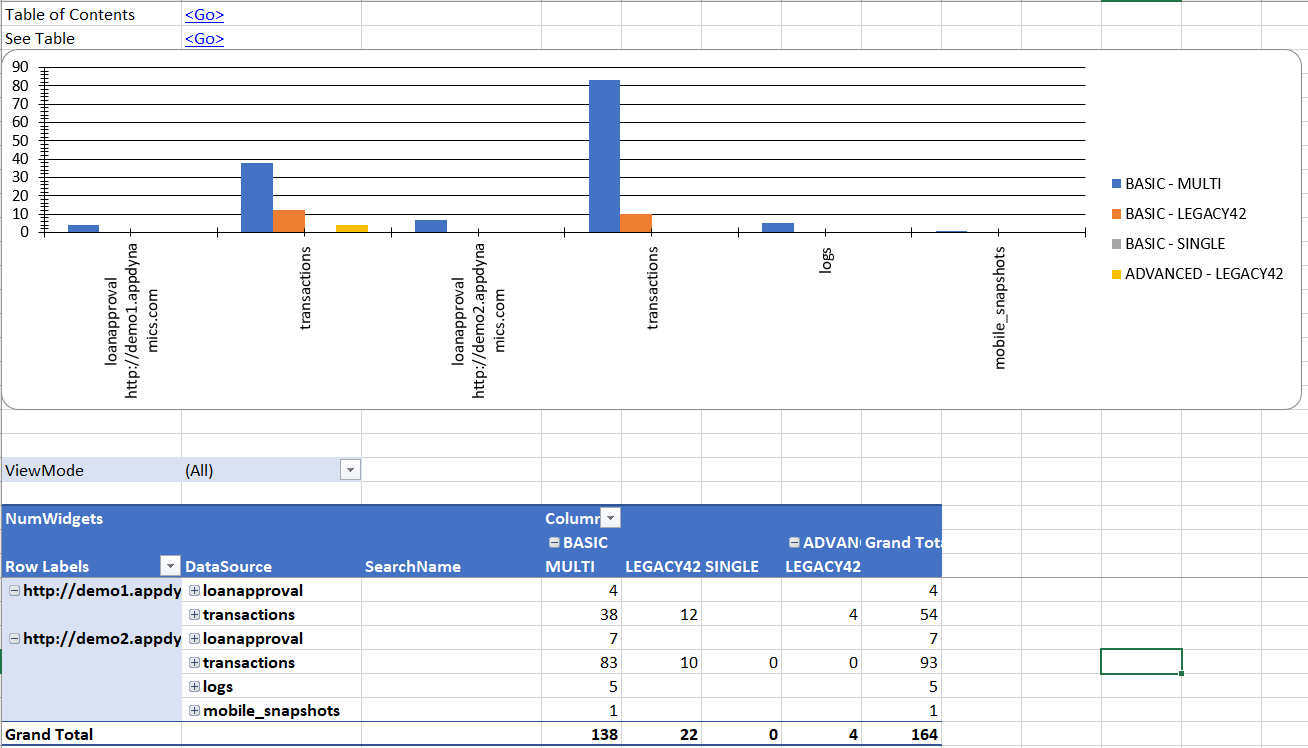 Table of Contents <Go>
See Table <Go>
90
80
70
60
50
40
30
20
10
0
loanapproval
http://demo1.appdyna
mics.com
transactions
loanapproval
http://demo2.appdyna
mics.com
transactions
logs
mobile_snapshots
BASIC - MULTI
BASIC - LEGACY42
BASIC - SINGLE
ADVANCED - LEGACY42
ViewMode (All)
NumWidgets Column
BASIC ADVAN Grand Tota
Row Labels DataSource SearchName MULTI LEGACY42 SINGLE LEGACY42
http://demo1.appdy loanapproval 4 4
transactions 38 12 4 54
http://demo2.appdy loanapproval 7 7
transactions 83 10 0 0 93
logs 5 5
mobile_snapshots 1 1
Grand Total 138 22 0 4 164